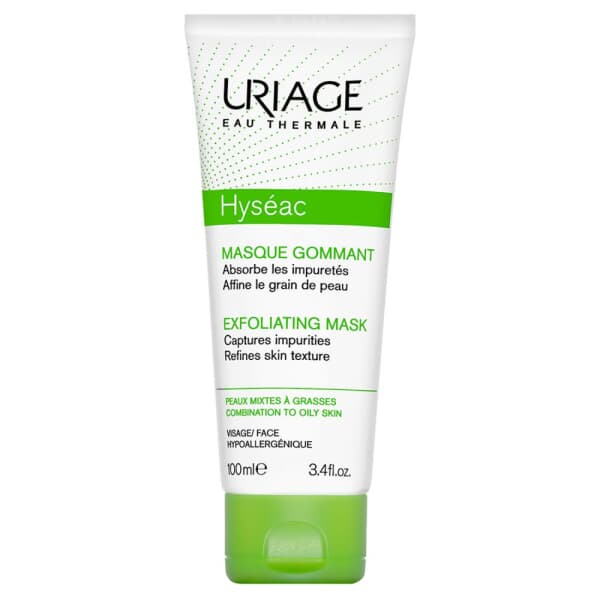 URIAGE
EAU THERMALE
Hyséac
MASQUE GOMMANT
Absorbe les impuretés
Affine le grain de peau
EXFOLIATING MASK
Captures impurities
Refines skin texture
PEAUX MIXTES À GRASSES
COMBINATION TO OILY SKIN
VISAGE/ FACE
HYPOALLERGÉNIQUE
100ml℮ 3.4fl.oz.